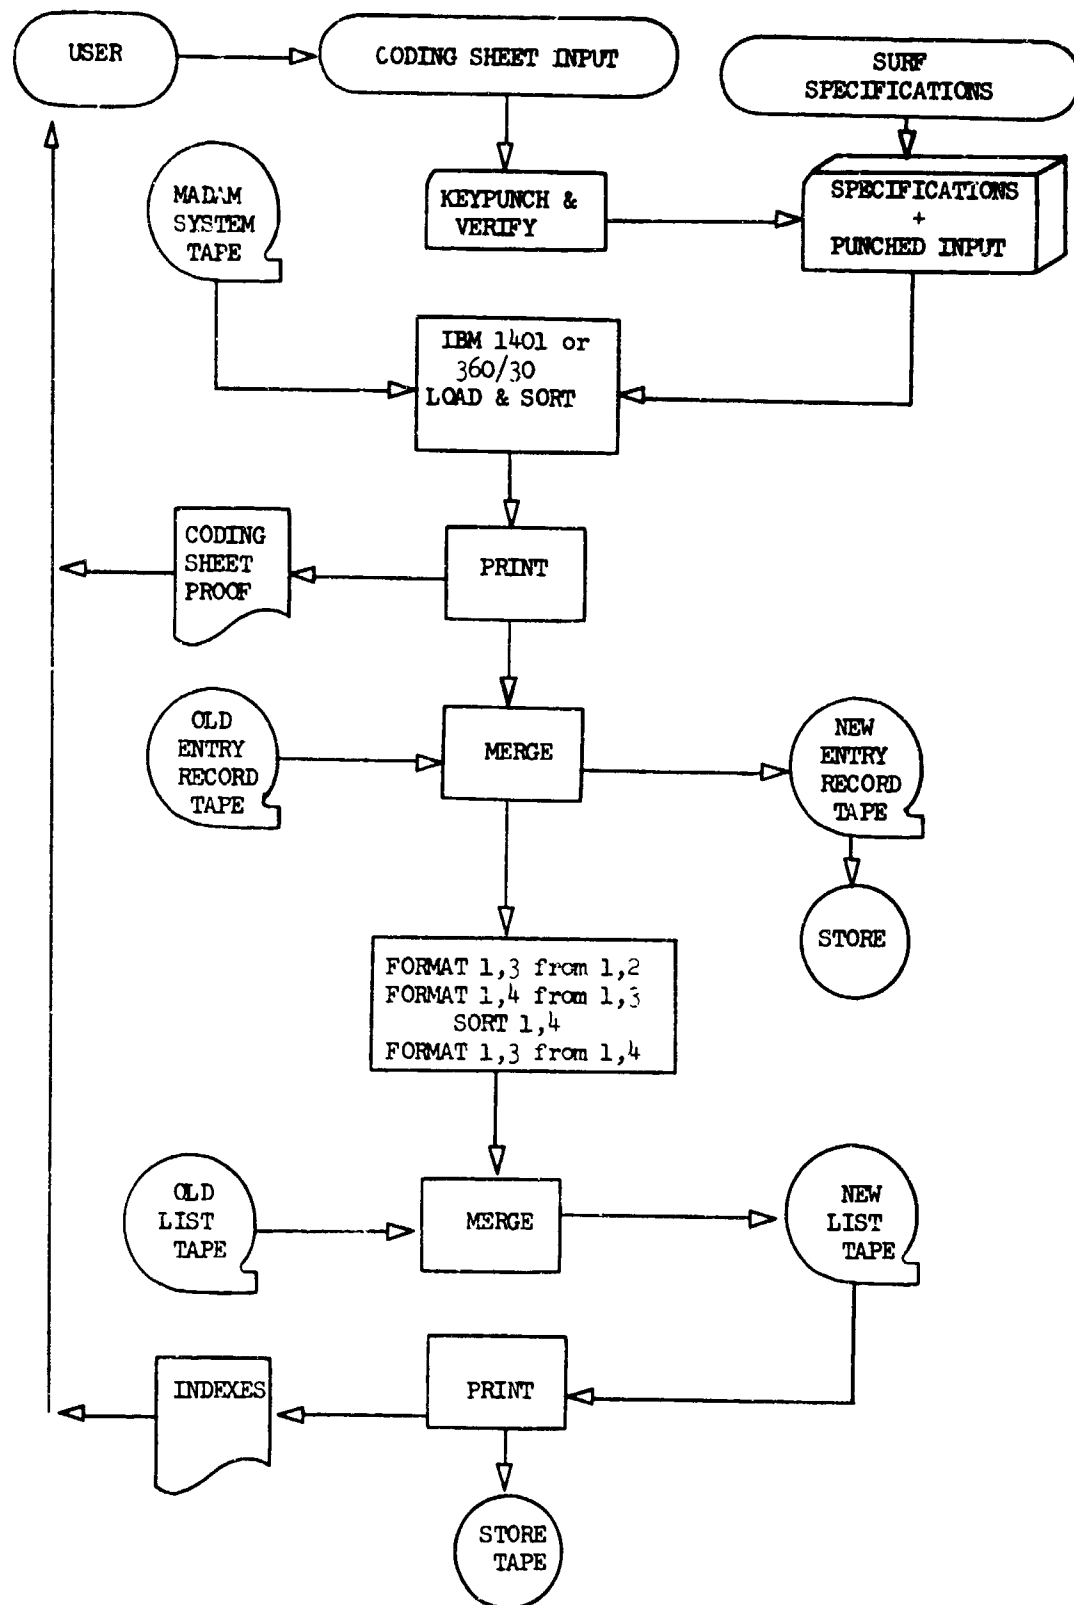 USER
CODING SHEET INPUT
SURF
SPECIFICATIONS
MADAM
SYSTEM
TAPE
KEYPUNCH &
VERIFY
SPECIFICATIONS
+
PUNCHED INPUT
IBM 1401 or
360/30
LOAD & SORT
CODING
SHEET
PROOF
PRINT
OLD
ENTRY
RECORD
TAPE
MERGE
NEW
ENTRY
RECORD
TAPE
STORE
FORMAT 1,3 from 1,2
FORMAT 1,4 from 1,3
SORT 1,4
FORMAT 1,3 from 1,4
OLD
LIST
TAPE
MERGE
NEW
LIST
TAPE
INDEXES
PRINT
STORE
TAPE